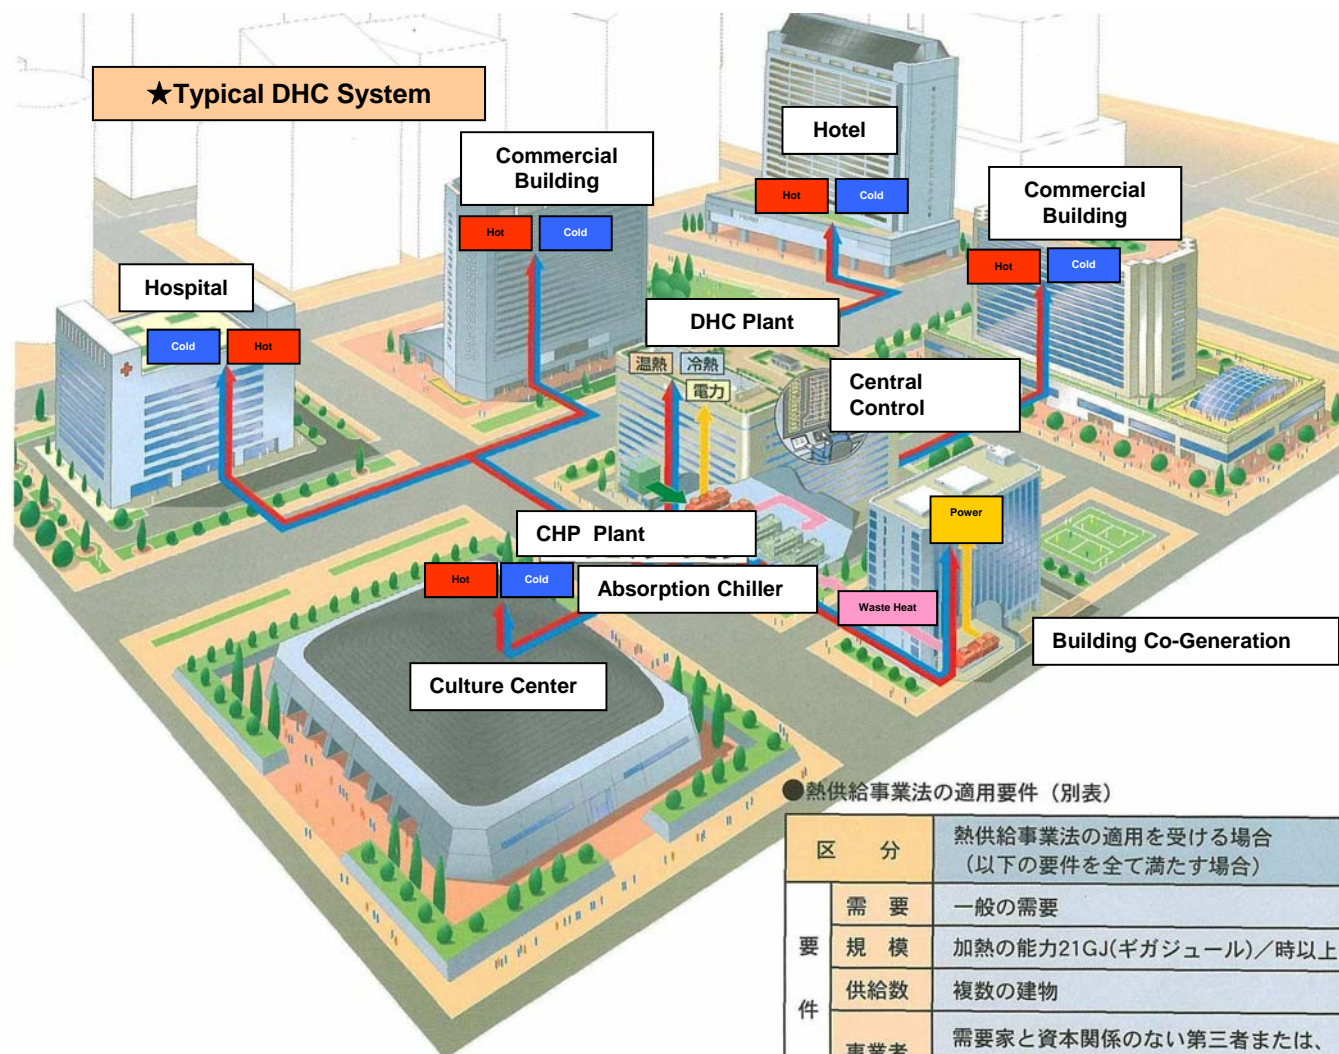 ★Typical DHC System
Hotel
Hot
Cold
Commercial
Building
Hot
Cold
Commercial
Building
Hot
Cold
Hospital
Cold
Hot
DHC Plant
温熱
冷熱
電力
Central
Control
Power
CHP Plant
Hot
Cold
Absorption Chiller
Waste Heat
Building Co-Generation
Culture Center
●熱供給事業法の適用要件（別表）
区 分
熱供給事業法の適用を受ける場合
（以下の要件を全て満たす場合）
要件
需 要
一般の需要
規 模
加熱の能力21GJ(ギガジュール)／時以上
供給数
複数の建物
事業者
需要家と資本関係のない第三者または、